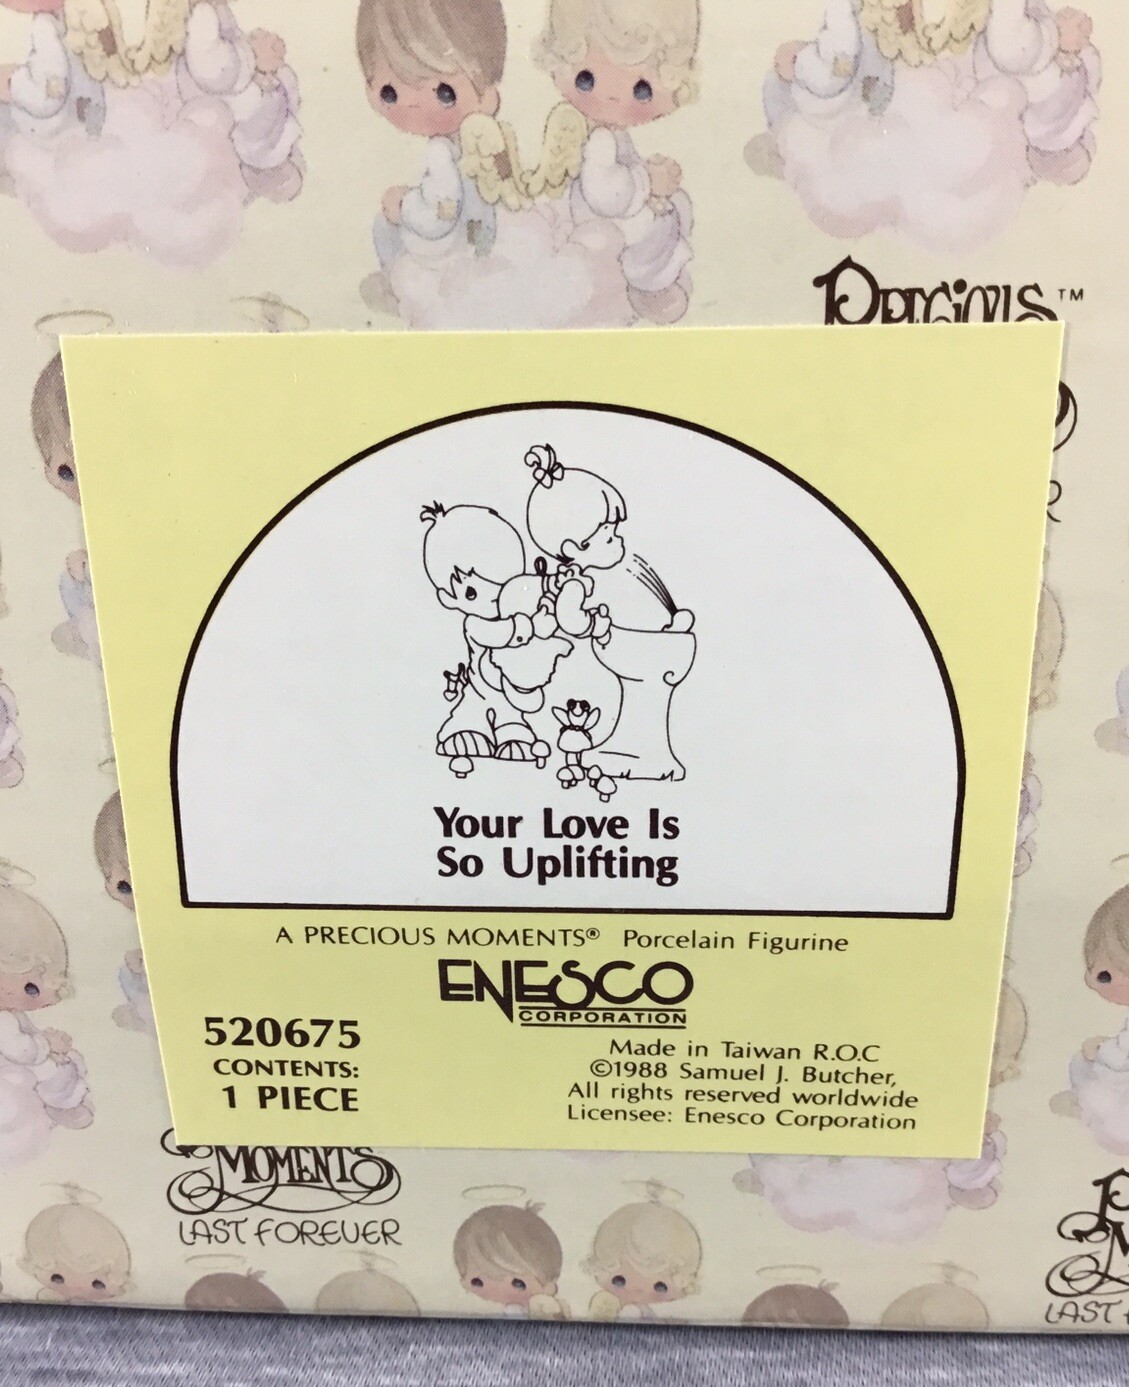 Precious™
Your Love Is
So Uplifting
A PRECIOUS MOMENTS® Porcelain Figurine
ENESCO
CORPORATION
520675
CONTENTS:
1 PIECE
Made in Taiwan R.O.C
©1988 Samuel J. Butcher,
All rights reserved worldwide
Licensee: Enesco Corporation
MOMENTS
LAST FOREVER
LAST